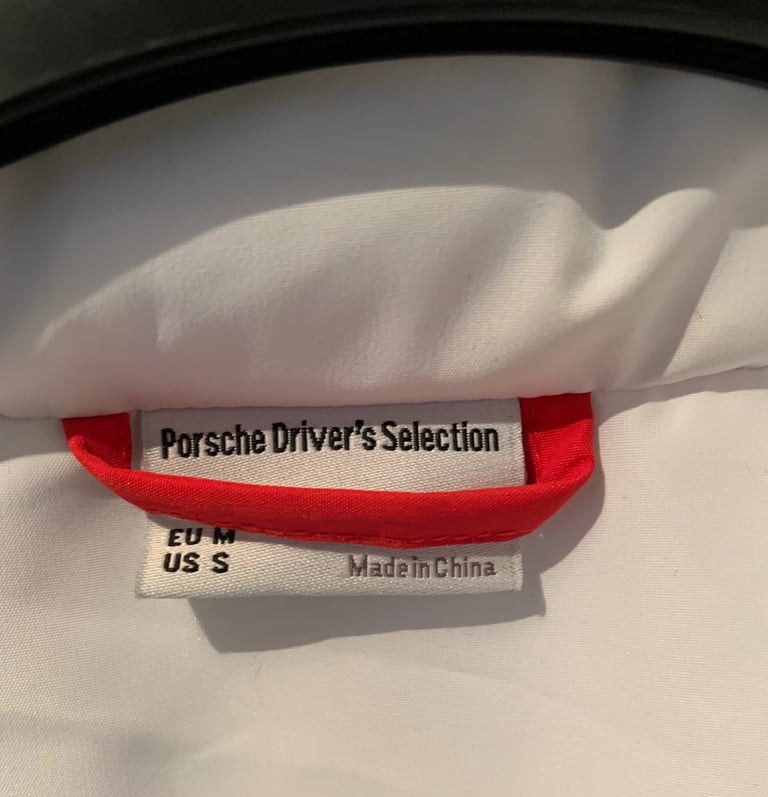 Porsche Driver's Selection
EU M
US S
Made in China